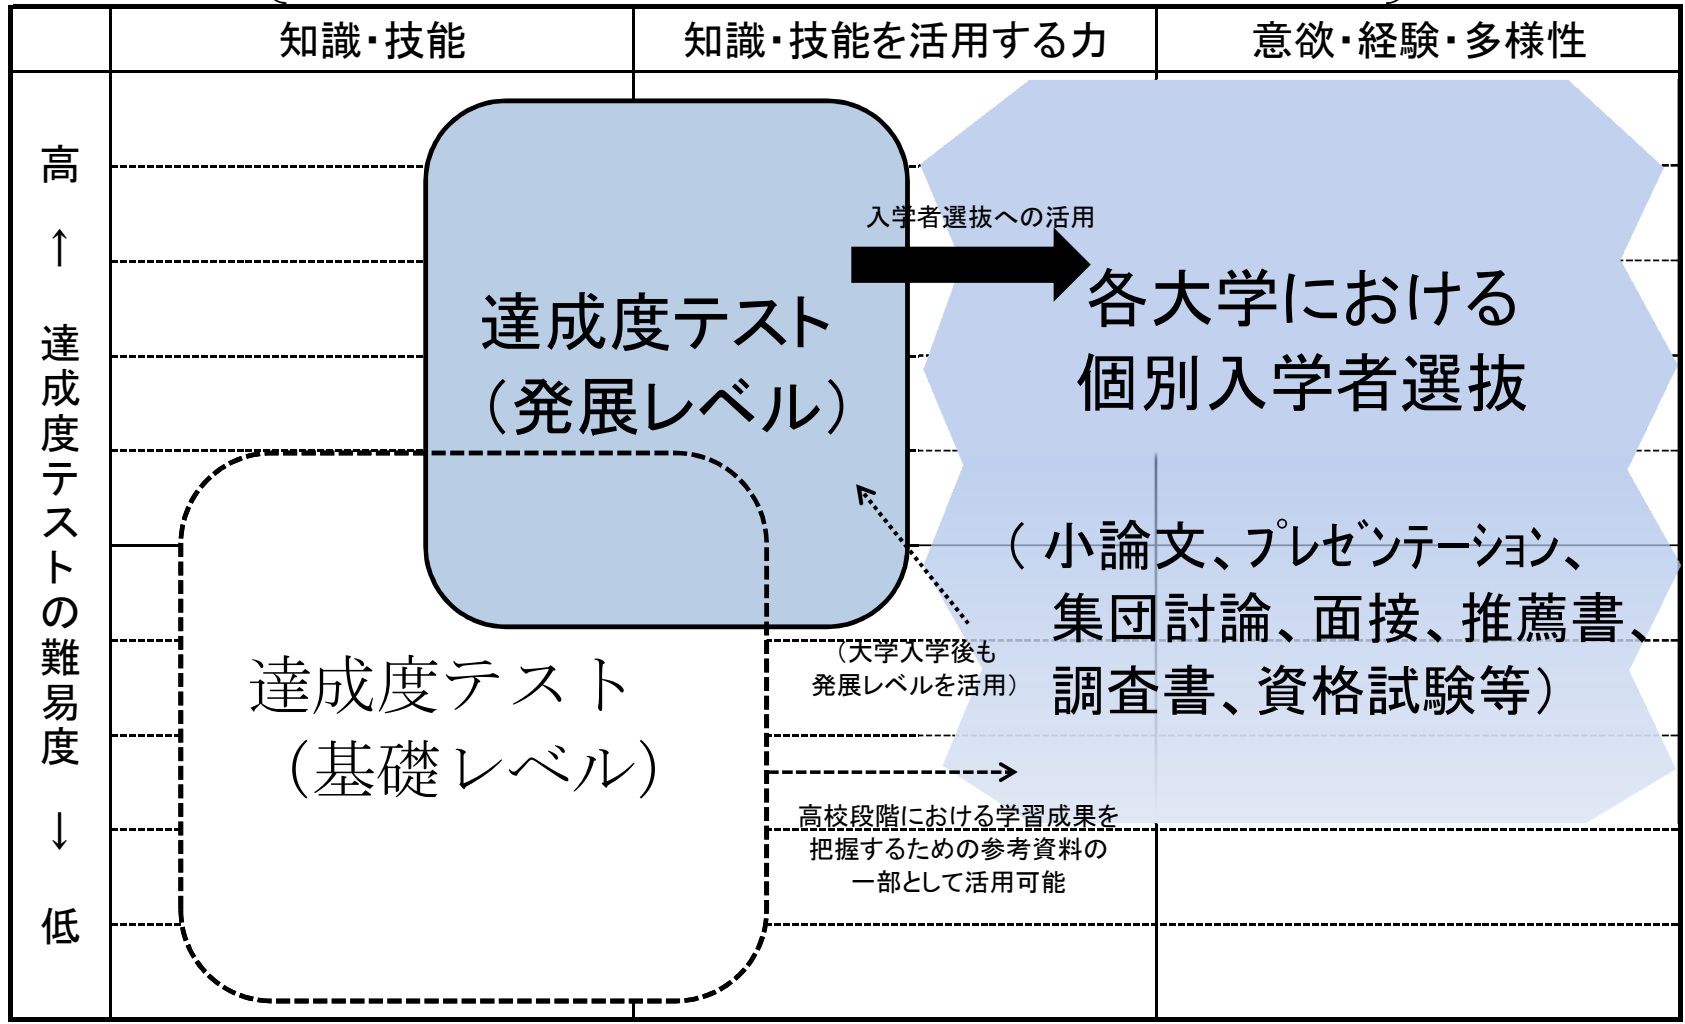 知識・技能
知識・技能を活用する力
意欲・経験・多様性
高 ↑ 達成度テストの難易度 ↓ 低
入学者選抜への活用
達成度テスト
（発展レベル）
各大学における
個別入学者選抜
（小論文、プレゼンテーション、
集団討論、面接、推薦書、
調査書、資格試験等）
（大学入学後も
発展レベルを活用）
達成度テスト
（基礎レベル）
高校段階における学習成果を
把握するための参考資料の
一部として活用可能